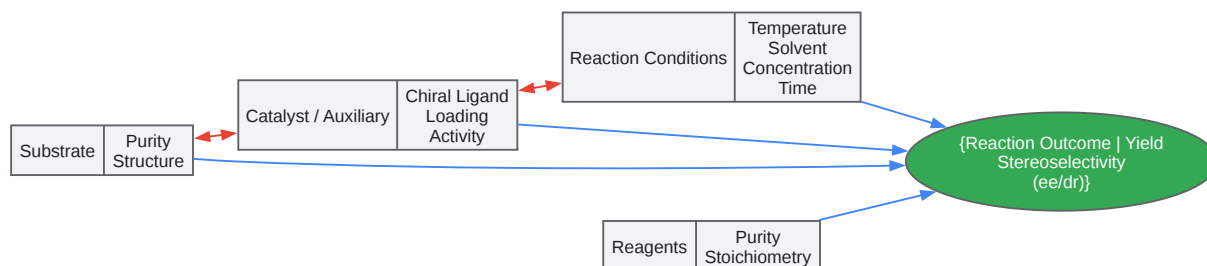 Substrate
Purity
Structure
Catalyst / Auxiliary
Chiral Ligand
Loading
Activity
Reaction Conditions
Temperature
Solvent
Concentration
Time
Reagents
Purity
Stoichiometry
{Reaction Outcome | Yield
Stereoselectivity
(ee/dr)}